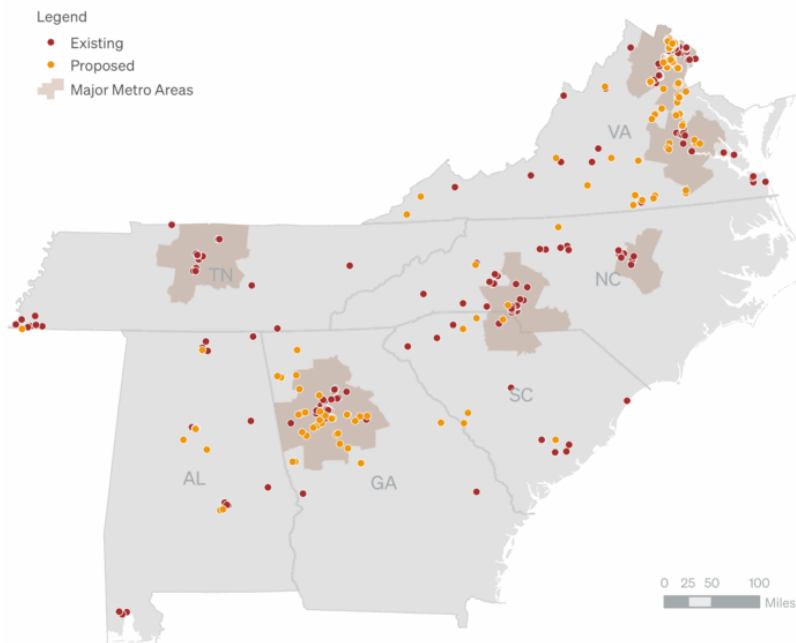 Legend
Existing
Proposed
Major Metro Areas
VA
TN
NC
SC
AL
GA
0 25 50 100
Miles